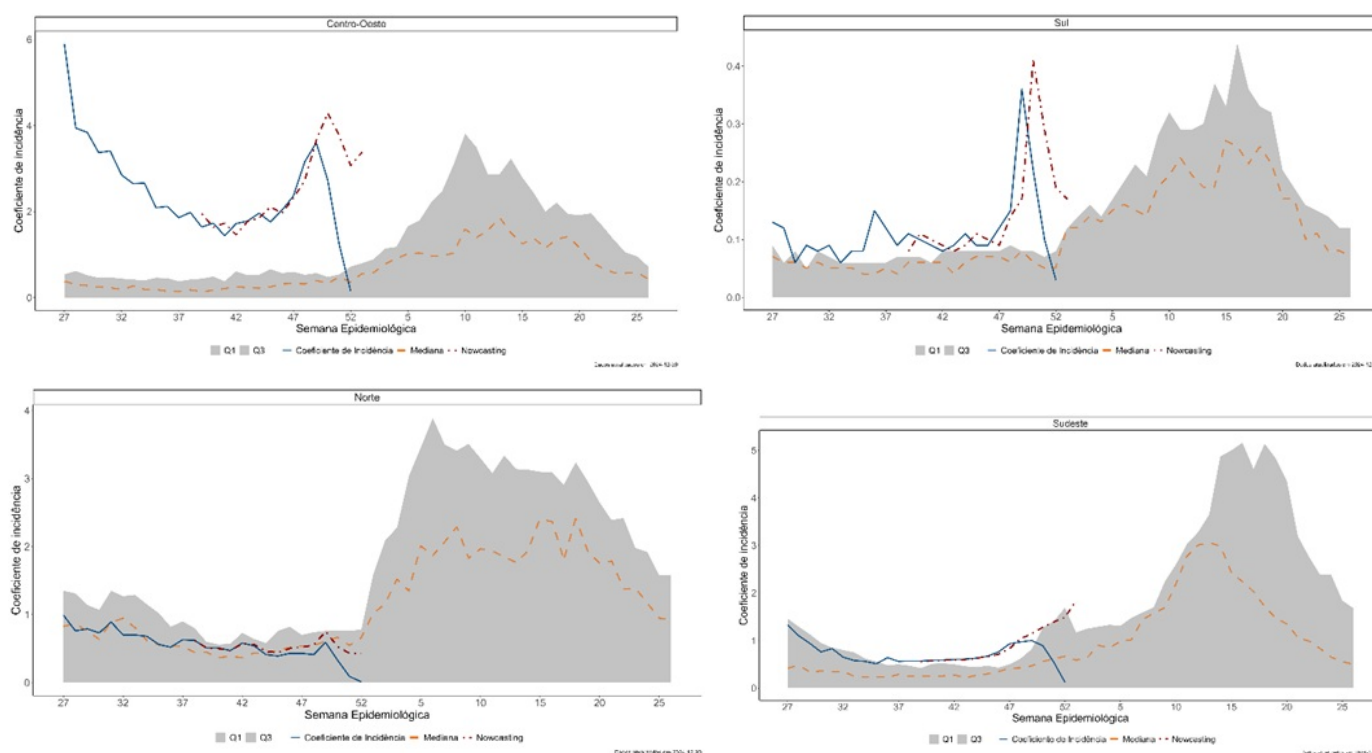 Centro-Oeste
Coeficiente de incidência
6
4
2
0
27 32 37 42 47 52 5 10 15 20 25
Semana Epidemiológica
Q1 Q3 Coeficiente de Incidência Mediana Nowcasting
Sul
Coeficiente de incidência
0.4
0.3
0.2
0.1
0.0
27 32 37 42 47 52 5 10 15 20 25
Semana Epidemiológica
Q1 Q3 Coeficiente de Incidência Mediana Nowcasting
Norte
Coeficiente de incidência
4
3
2
1
0
27 32 37 42 47 52 5 10 15 20 25
Semana Epidemiológica
Q1 Q3 Coeficiente de Incidência Mediana Nowcasting
Sudeste
Coeficiente de incidência
5
4
3
2
1
0
27 32 37 42 47 52 5 10 15 20 25
Semana Epidemiológica
Q1 Q3 Coeficiente de Incidência Mediana Nowcasting